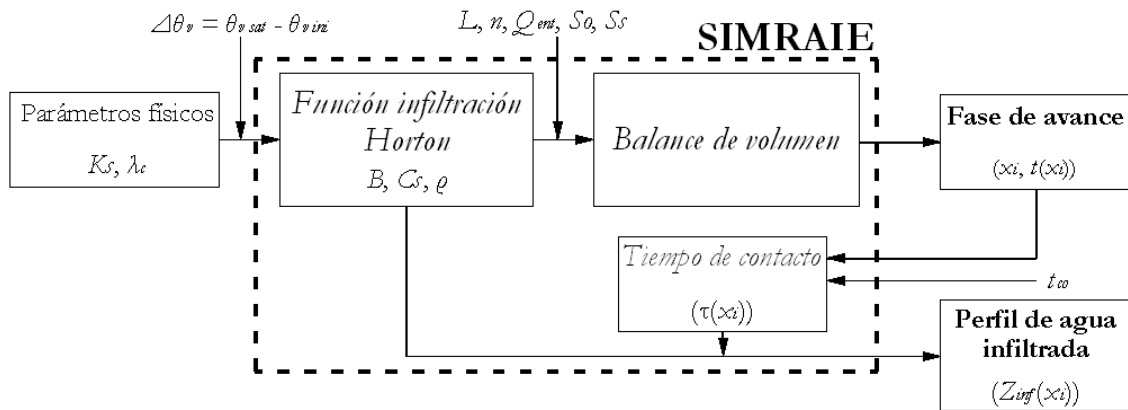 Δθv = θv sat - θv ini
L, n, Qent, So, Ss
SIMRAIE
Parámetros físicos
Ks, λc
Función infiltración
Horton
B, Cs, ρ
Balance de volumen
Fase de avance
(xi, t(xi))
Tiempo de contacto
(τ(xi))
tco
Perfil de agua
infiltrada
(Zinf(xi))